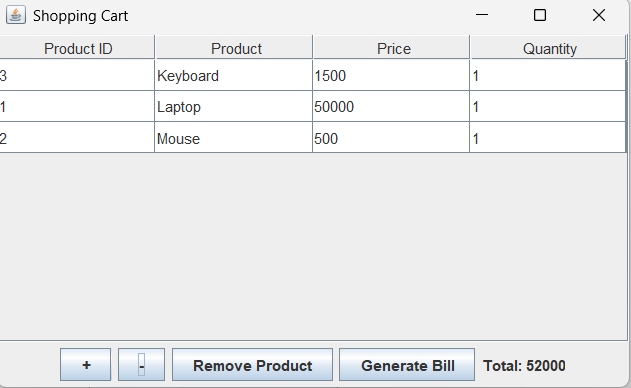 Shopping Cart
Product ID Product Price Quantity
3 Keyboard 1500 1
1 Laptop 50000 1
2 Mouse 500 1
+ - Remove Product Generate Bill Total: 52000